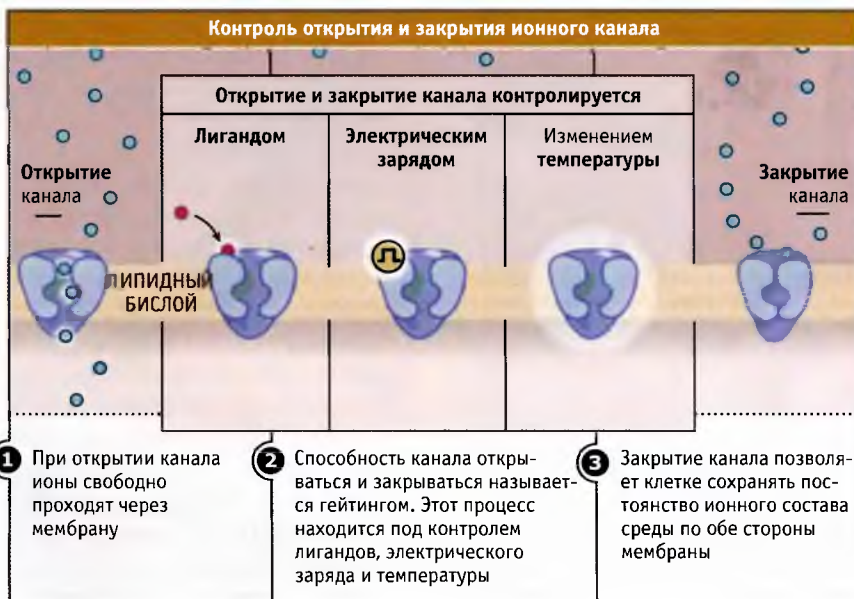 Контроль открытия и закрытия ионного канала
Открытие и закрытие канала контролируется
Лигандом
Электрическим
зарядом
Изменением
температуры
Открытие
канала
Закрытие
канала
ЛИПИДНЫЙ
БИСЛОЙ
1 При открытии канала
ионы свободно
проходят через
мембрану
2 Способность канала откры-
ваться и закрываться называет-
ся гейтингом. Этот процесс
находится под контролем
лигандов, электрического
заряда и температуры
3 Закрытие канала позволя-
ет клетке сохранять пос-
тоянство ионного состава
среды по обе стороны
мембраны